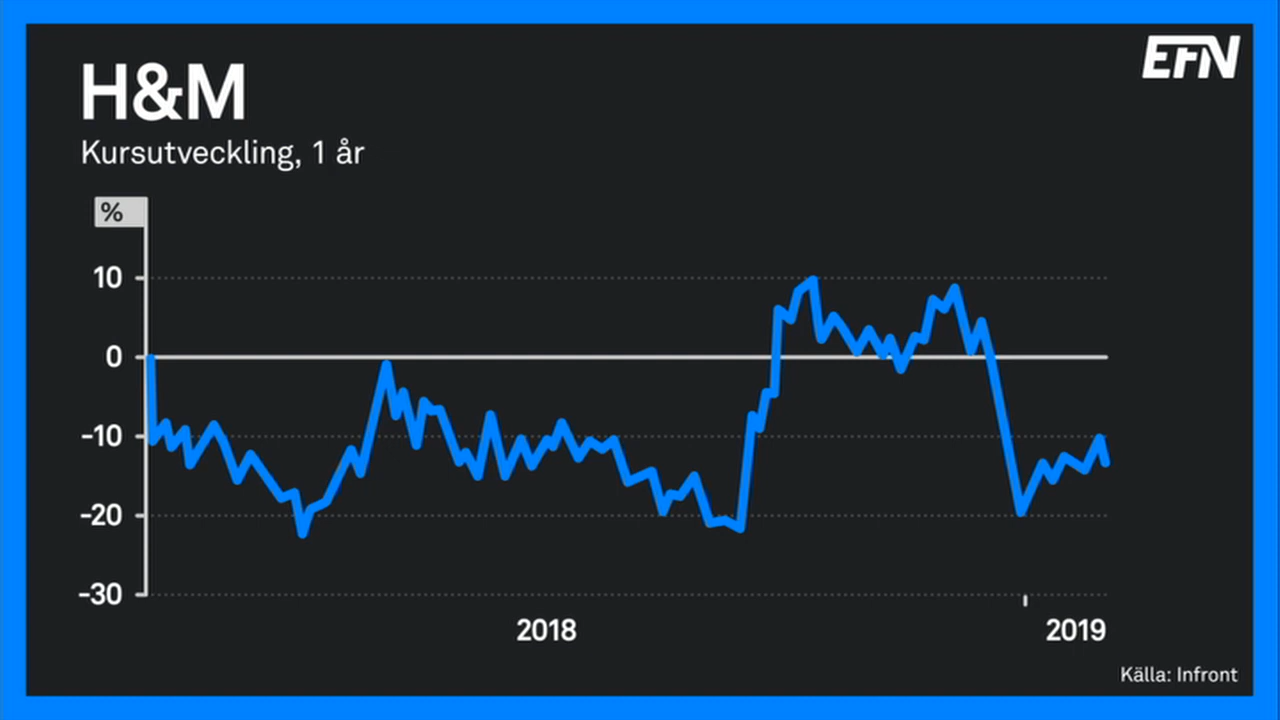 EFN
H&M
Kursutveckling, 1 år
%
10
0
-10
-20
-30
2018
2019
Källa: Infront